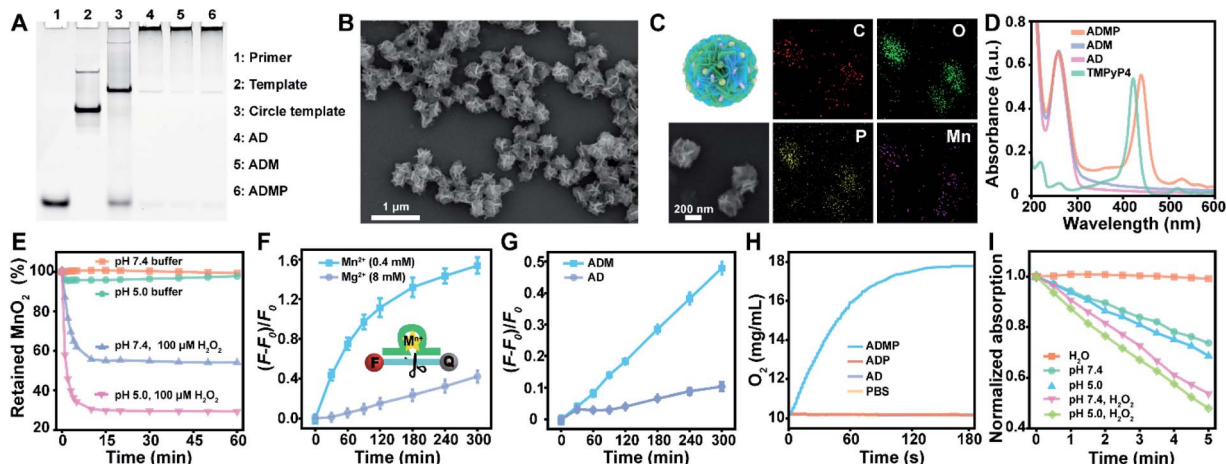 A
1 2 3 4 5 6
1: Primer
2: Template
3: Circle template
4: AD
5: ADM
6: ADMP
B
1 µm
C
C
O
P
Mn
200 nm
D
ADMP
ADM
AD
TMPyP4
Absorbance (a.u.)
0.8
0.6
0.4
0.2
0
200 300 400 500 600
Wavelength (nm)
E
pH 7.4 buffer
pH 5.0 buffer
pH 7.4, 100 µM H₂O₂
pH 5.0, 100 µM H₂O₂
Retained MnO₂ (%)
100
80
60
40
20
0 15 30 45 60
Time (min)
F
Mn²⁺ (0.4 mM)
Mg²⁺ (8 mM)
Mⁿ⁺
F
Q
(F-F₀)/F₀
1.6
1.2
0.8
0.4
0.0
0 60 120 180 240 300
Time (min)
G
ADM
AD
(F-F₀)/F₀
0.5
0.4
0.3
0.2
0.1
0
0 60 120 180 240 300
Time (min)
H
ADMP
ADP
AD
PBS
O₂ (mg/mL)
18
16
14
12
10
0 60 120 180
Time (s)
I
H₂O
pH 7.4
pH 5.0
pH 7.4, H₂O₂
pH 5.0, H₂O₂
Normalized absorption
1.0
0.8
0.6
0.4
0 1 2 3 4 5
Time (min)